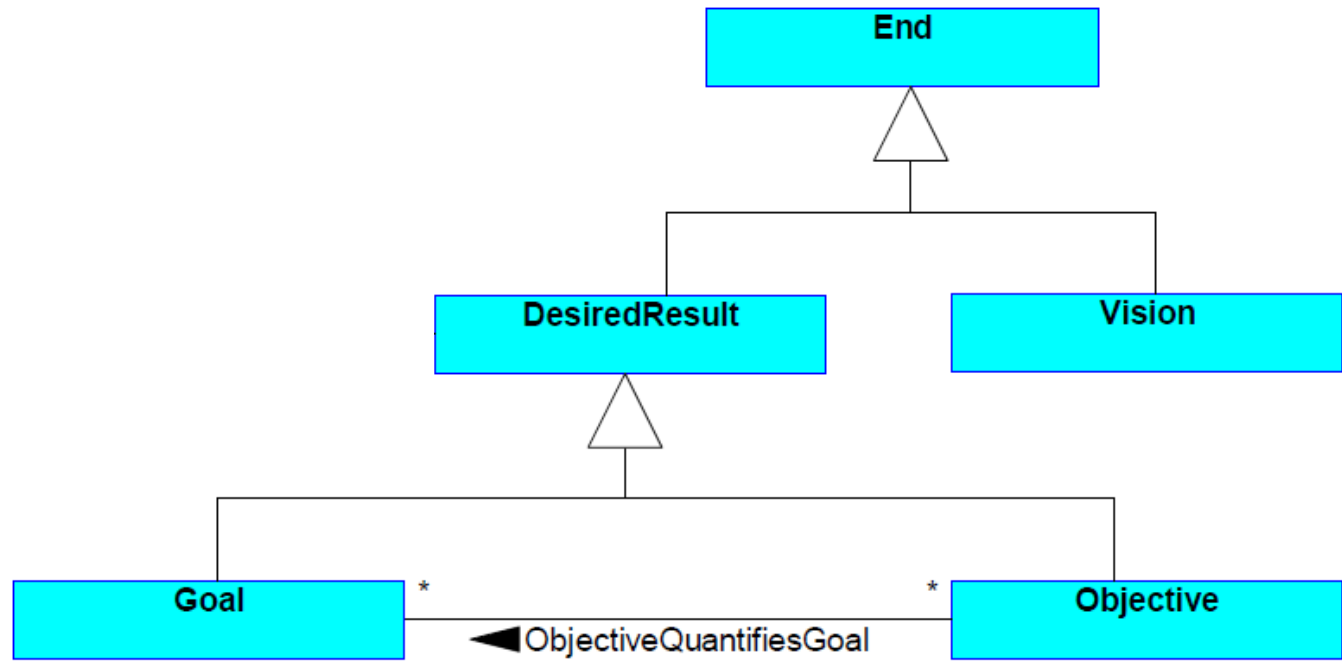 End
DesiredResult
Vision
Goal
*
*
Objective
ObjectiveQuantifiesGoal